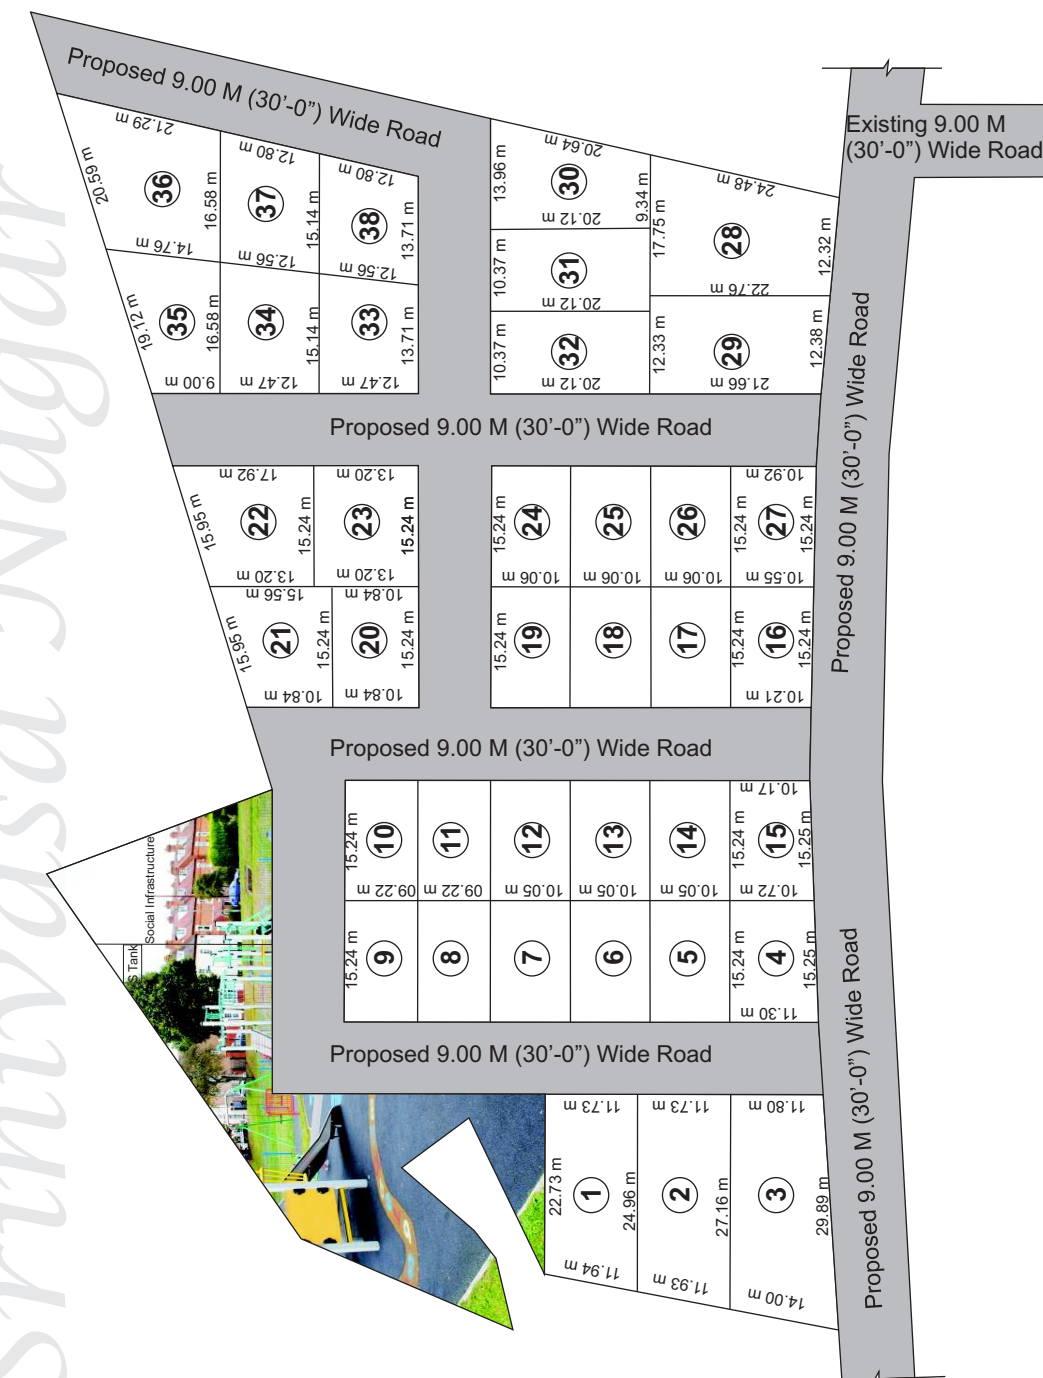 Proposed 9.00 M (30'-0") Wide Road
Existing 9.00 M
(30'-0") Wide Road
21.29 m
20.59 m
36
16.58 m
14.76 m
12.80 m
37
15.14 m
12.56 m
12.80 m
38
13.71 m
12.56 m
19.12 m
35
16.58 m
9.00 m
34
15.14 m
12.47 m
33
13.71 m
12.47 m
13.96 m
20.64 m
30
9.34 m
20.12 m
10.37 m
31
20.12 m
10.37 m
32
20.12 m
24.48 m
17.75 m
28
12.32 m
22.76 m
12.33 m
29
12.38 m
21.66 m
Proposed 9.00 M (30'-0") Wide Road
Proposed 9.00 M (30'-0") Wide Road
17.92 m
15.95 m
22
15.24 m
13.20 m
13.20 m
23
15.24 m
13.20 m
15.56 m
15.95 m
21
15.24 m
10.84 m
10.84 m
20
15.24 m
10.84 m
15.24 m
24
10.06 m
25
10.06 m
26
10.06 m
10.92 m
15.24 m
27
15.24 m
10.55 m
15.24 m
19
18
17
15.24 m
16
15.24 m
10.21 m
Proposed 9.00 M (30'-0") Wide Road
15.24 m
10
09.22 m
11
09.22 m
12
10.05 m
13
10.05 m
14
10.05 m
10.17 m
15.24 m
15
15.25 m
10.72 m
15.24 m
9
8
7
6
5
15.24 m
4
15.25 m
11.30 m
Social Infrastructure
S Tank
Proposed 9.00 M (30'-0") Wide Road
Proposed 9.00 M (30'-0") Wide Road
11.73 m
22.73 m
1
24.96 m
11.94 m
11.73 m
2
27.16 m
11.93 m
11.80 m
3
29.89 m
14.00 m
srinivasa Nagar